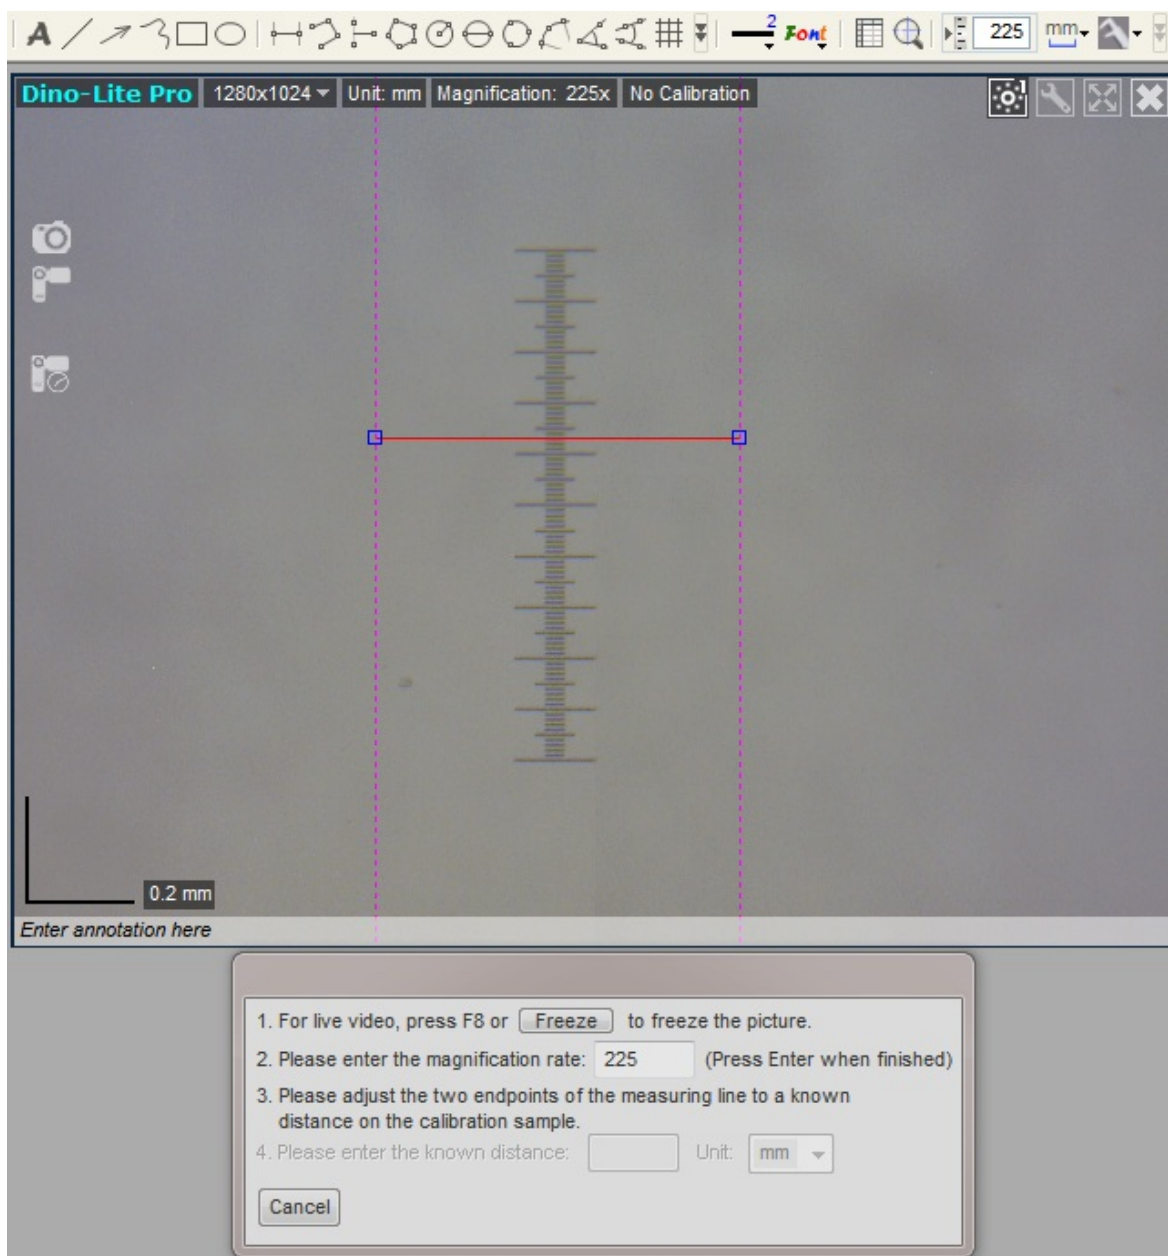 A 2 Font 225 mm
Dino-Lite Pro 1280x1024 Unit: mm Magnification: 225x No Calibration
0.2 mm
Enter annotation here
1. For live video, press F8 or Freeze to freeze the picture.
2. Please enter the magnification rate: 225 (Press Enter when finished)
3. Please adjust the two endpoints of the measuring line to a known
distance on the calibration sample.
4. Please enter the known distance: Unit: mm
Cancel